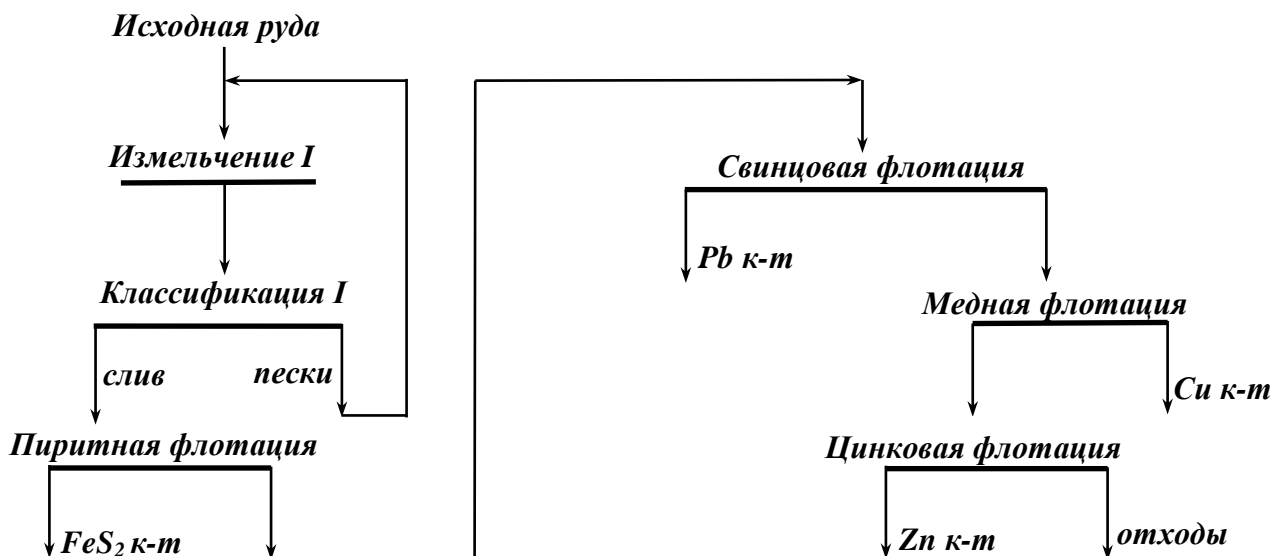 Исходная руда
Измельчение I
Классификация I
слив
пески
Пиритная флотация
FeS2 к-т
Свинцовая флотация
Pb к-т
Медная флотация
Cu к-т
Цинковая флотация
Zn к-т
отходы